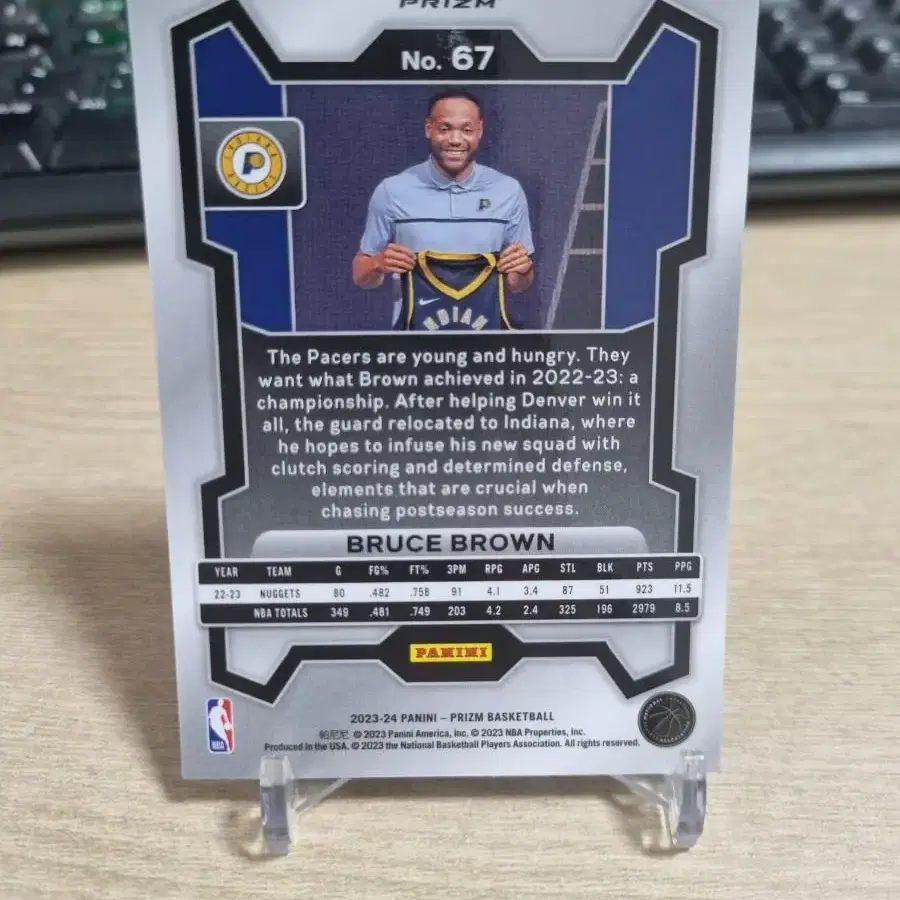 PRIZM
No. 67
INDIANA
PACERS
INDIAN
The Pacers are young and hungry. They
want what Brown achieved in 2022-23: a
championship. After helping Denver win it
all, the guard relocated to Indiana, where
he hopes to infuse his new squad with
clutch scoring and determined defense,
elements that are crucial when
chasing postseason success.
BRUCE BROWN
YEAR TEAM G FG% FT% 3PM RPG APG STL BLK PTS PPG
22-23 NUGGETS 80 .482 .758 91 4.1 3.4 87 51 923 11.5
NBA TOTALS 349 .481 .749 203 4.2 2.4 325 196 2979 8.5
PANINI
NBA
2023-24 PANINI – PRIZM BASKETBALL
帕尼尼 © 2023 Panini America, Inc. © 2023 NBA Properties, Inc.
Produced in the USA. © 2023 the National Basketball Players Association. All rights reserved.